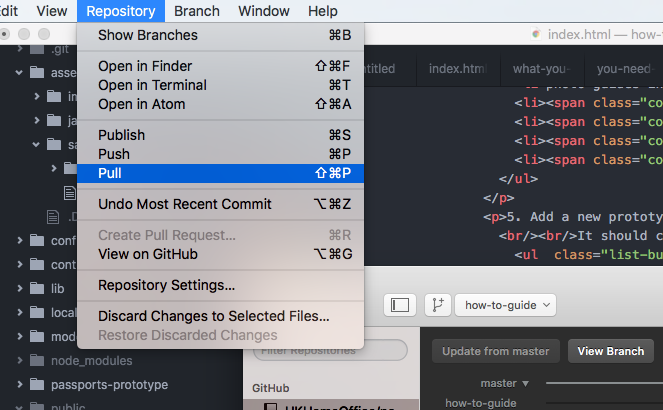 Edit View Repository Branch Window Help
index.html — how-t
Show Branches ⌘B
Open in Finder ⇧⌘F
Open in Terminal ⌘T
Open in Atom ⇧⌘A
Publish ⌘S
Push ⌘P
Pull ⇧⌘P
Undo Most Recent Commit ⌥⌘Z
Create Pull Request... ⌘R
View on GitHub ⌥⌘G
Repository Settings...
Discard Changes to Selected Files...
Restore Discarded Changes
.git
asse
im
ja
sa
.D
conf
cont
lib
local
mode
node_modules
passports-prototype
public
ntitled index.htm what-you- you-need-
<li><span class="co
<li><span class="co
<li><span class="co
<li><span class="co
</ul>
</p>
<p>5. Add a new prototy
<br/><br/>It should c
<ul class="list-bu
how-to-guide
Filter Repositories
GitHub
Update from master View Branch
master
how-to-guide